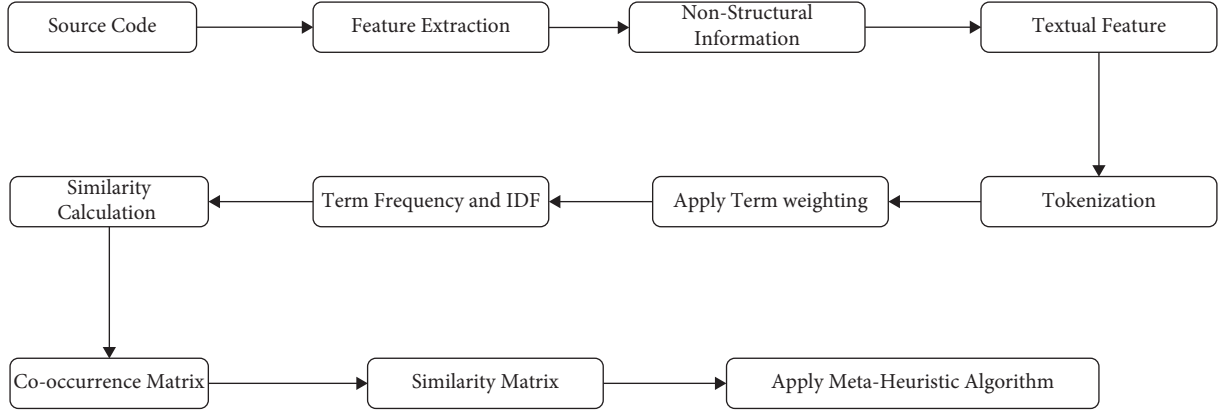 Source Code
Feature Extraction
Non-Structural
Information
Textual Feature
Similarity
Calculation
Term Frequency and IDF
Apply Term weighting
Tokenization
Co-occurrence Matrix
Similarity Matrix
Apply Meta-Heuristic Algorithm